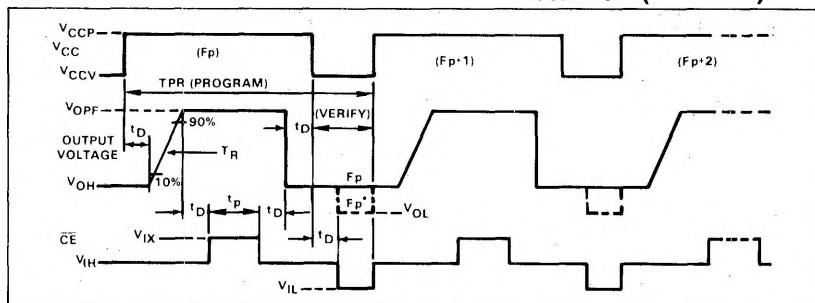 VCCP
VCC
VCCV
(Fp)
(Fp+1)
(Fp+2)
TPR (PROGRAM)
VOPF
90%
tD
(VERIFY)
tD
OUTPUT
VOLTAGE
TR
10%
VOH
Fp
Fp*
VOL
tD
tp
tD
tD
CE
VIX
VIH
VIL